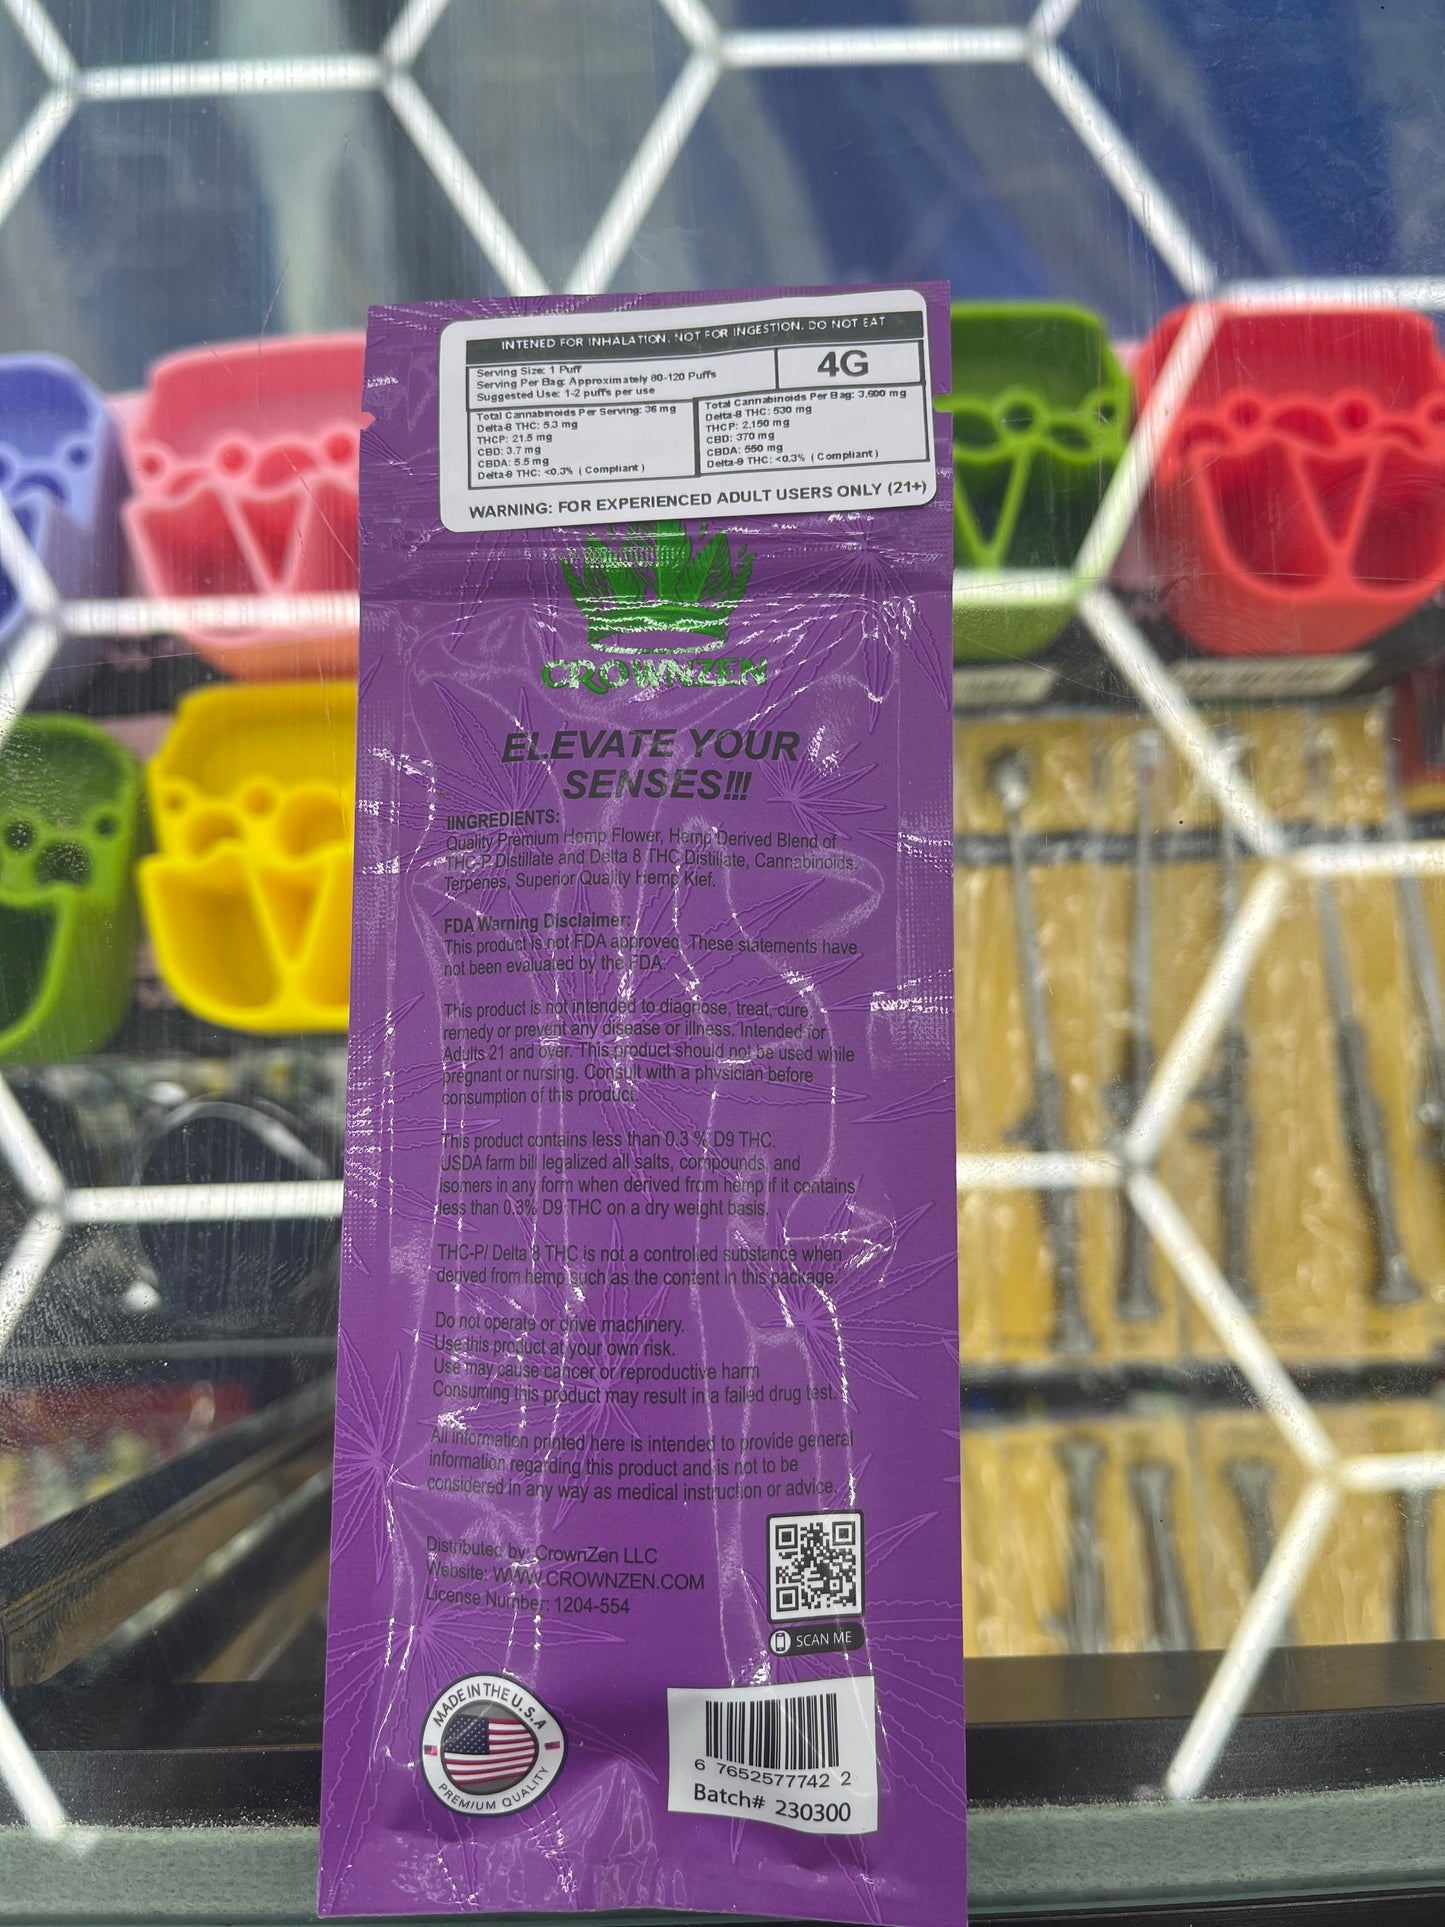 INTENED FOR INHALATION. NOT FOR INGESTION. DO NOT EAT
Serving Size: 1 Puff
Serving Per Bag: Approximately 80-120 Puffs
Suggested Use: 1-2 puffs per use
4G
Total Cannabinoids Per Serving: 36 mg
Delta-8 THC: 5.3 mg
THCP: 21.5 mg
CBD: 3.7 mg
CBDA: 5.5 mg
Delta-9 THC: <0.3% ( Compliant )
Total Cannabinoids Per Bag: 3,600 mg
Delta-8 THC: 530 mg
THCP: 2,150 mg
CBD: 370 mg
CBDA: 550 mg
Delta-9 THC: <0.3% ( Compliant )
WARNING: FOR EXPERIENCED ADULT USERS ONLY (21+)
CROWNZEN
ELEVATE YOUR
SENSES!!!
IINGREDIENTS:
Quality Premium Hemp Flower, Hemp Derived Blend of
THC-P Distillate and Delta 8 THC Distillate, Cannabinoids,
Terpenes, Superior Quality Hemp Kief.
FDA Warning Disclaimer:
This product is not FDA approved. These statements have
not been evaluated by the FDA.
This product is not intended to diagnose, treat, cure,
remedy or prevent any disease or illness. Intended for
Adults 21 and over. This product should not be used while
pregnant or nursing. Consult with a physician before
consumption of this product.
This product contains less than 0.3 % D9 THC.
USDA farm bill legalized all salts, compounds, and
isomers in any form when derived from hemp if it contains
less than 0.3% D9 THC on a dry weight basis.
THC-P/ Delta 8 THC is not a controlled substance when
derived from hemp such as the content in this package.
Do not operate or drive machinery.
Use this product at your own risk.
Use may cause cancer or reproductive harm
Consuming this product may result in a failed drug test.
All information printed here is intended to provide general
information regarding this product and is not to be
considered in any way as medical instruction or advice.
Distributed by: CrownZen LLC
Website: WWW.CROWNZEN.COM
License Number: 1204-554
SCAN ME
MADE IN THE U.S.A
PREMIUM QUALITY
6 76525777742 2
Batch# 230300